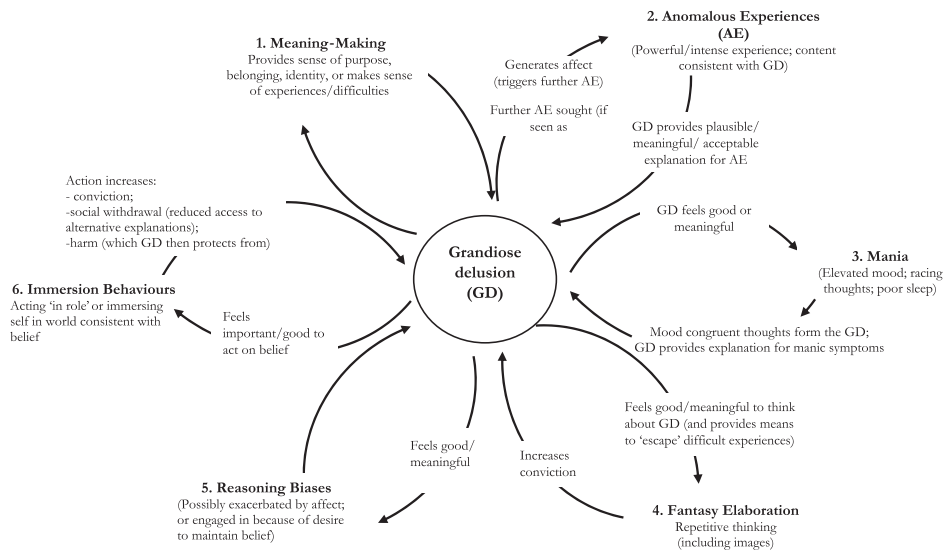 1. Meaning-Making
Provides sense of purpose,
belonging, identity, or makes sense
of experiences/difficulties
Generates affect
(triggers further AE)
Further AE sought (if
seen as
2. Anomalous Experiences
(AE)
(Powerful/intense experience; content
consistent with GD)
GD provides plausible/
meaningful/ acceptable
explanation for AE
GD feels good or
meaningful
3. Mania
(Elevated mood; racing
thoughts; poor sleep)
Mood congruent thoughts form the GD;
GD provides explanation for manic symptoms
Grandiose
delusion
(GD)
Action increases:
- conviction;
-social withdrawal (reduced access to
alternative explanations);
-harm (which GD then protects from)
6. Immersion Behaviours
Acting ‘in role’ or immersing
self in world consistent with
belief
Feels
important/good to
act on belief
Feels good/meaningful to think
about GD (and provides means
to ‘escape’ difficult experiences)
Feels good/
meaningful
Increases
conviction
5. Reasoning Biases
(Possibly exacerbated by affect;
or engaged in because of desire
to maintain belief)
4. Fantasy Elaboration
Repetitive thinking
(including images)